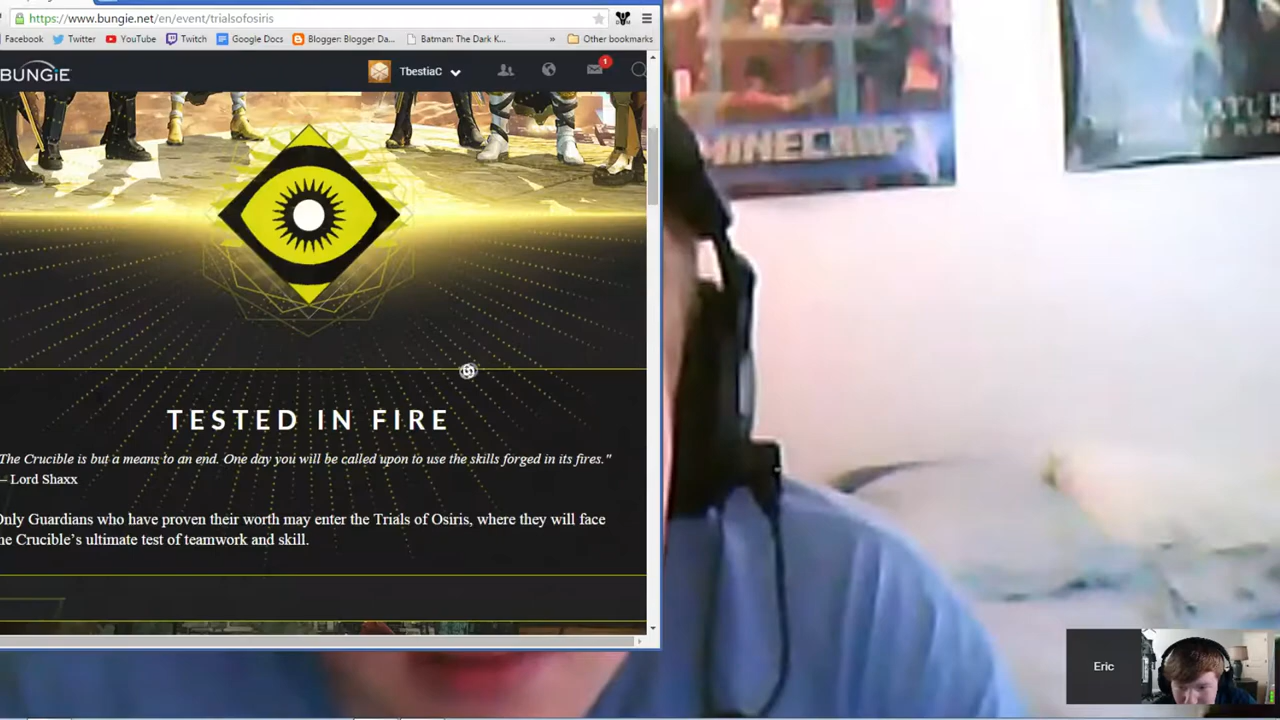 https://www.bungie.net/en/event/trialsofosiris
Facebook Twitter YouTube Twitch Google Docs Blogger: Blogger Da... Batman: The Dark K... » Other bookmarks
BUNGiE TbestiaC 1
MINECRAFT
TESTED IN FIRE
The Crucible is but a means to an end. One day you will be called upon to use the skills forged in its fires."
– Lord Shaxx
Only Guardians who have proven their worth may enter the Trials of Osiris, where they will face
he Crucible's ultimate test of teamwork and skill.
Eric